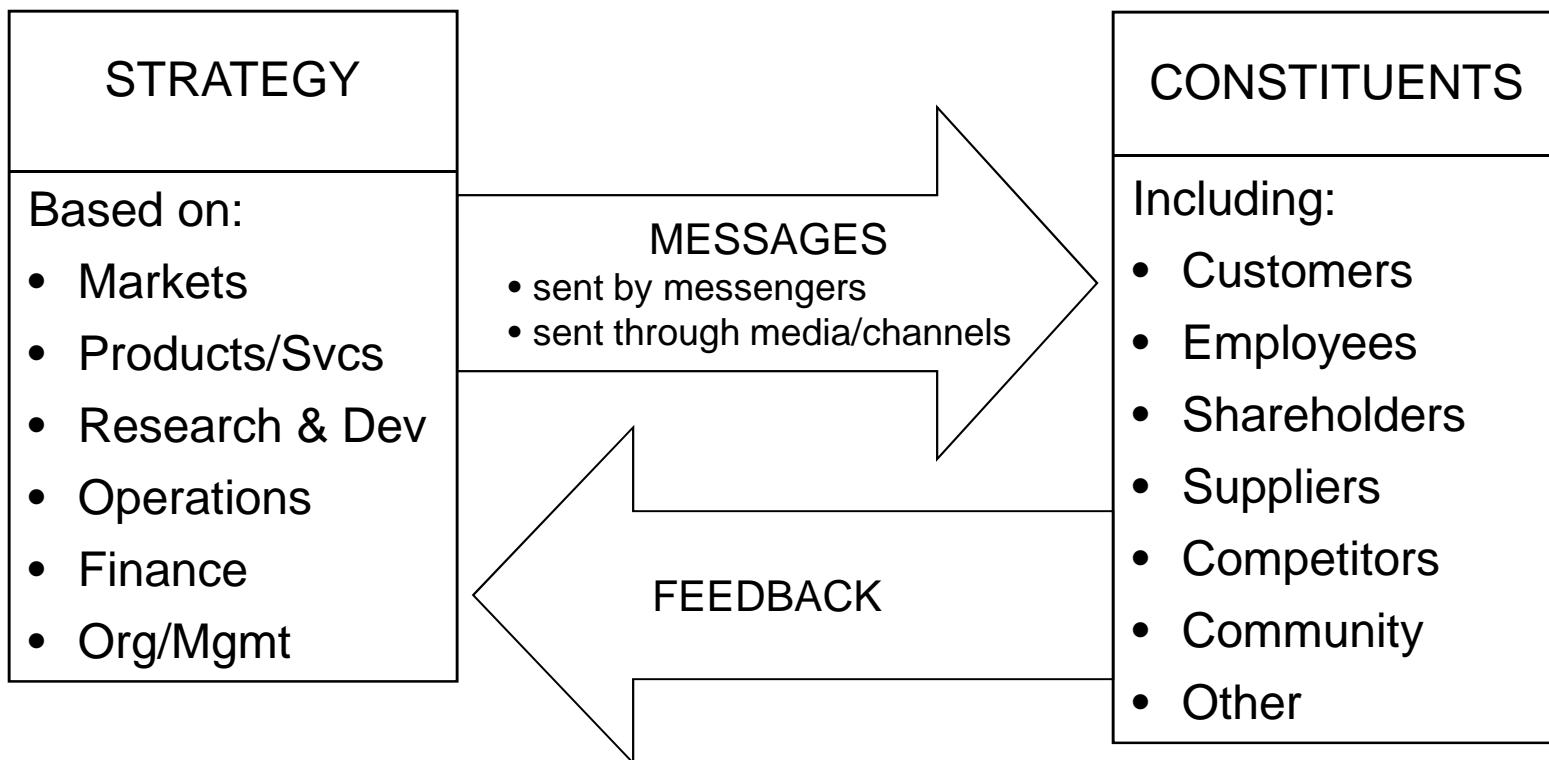 STRATEGY
Based on:
• Markets
• Products/Svcs
• Research & Dev
• Operations
• Finance
• Org/Mgmt
MESSAGES
• sent by messengers
• sent through media/channels
FEEDBACK
CONSTITUENTS
Including:
• Customers
• Employees
• Shareholders
• Suppliers
• Competitors
• Community
• Other